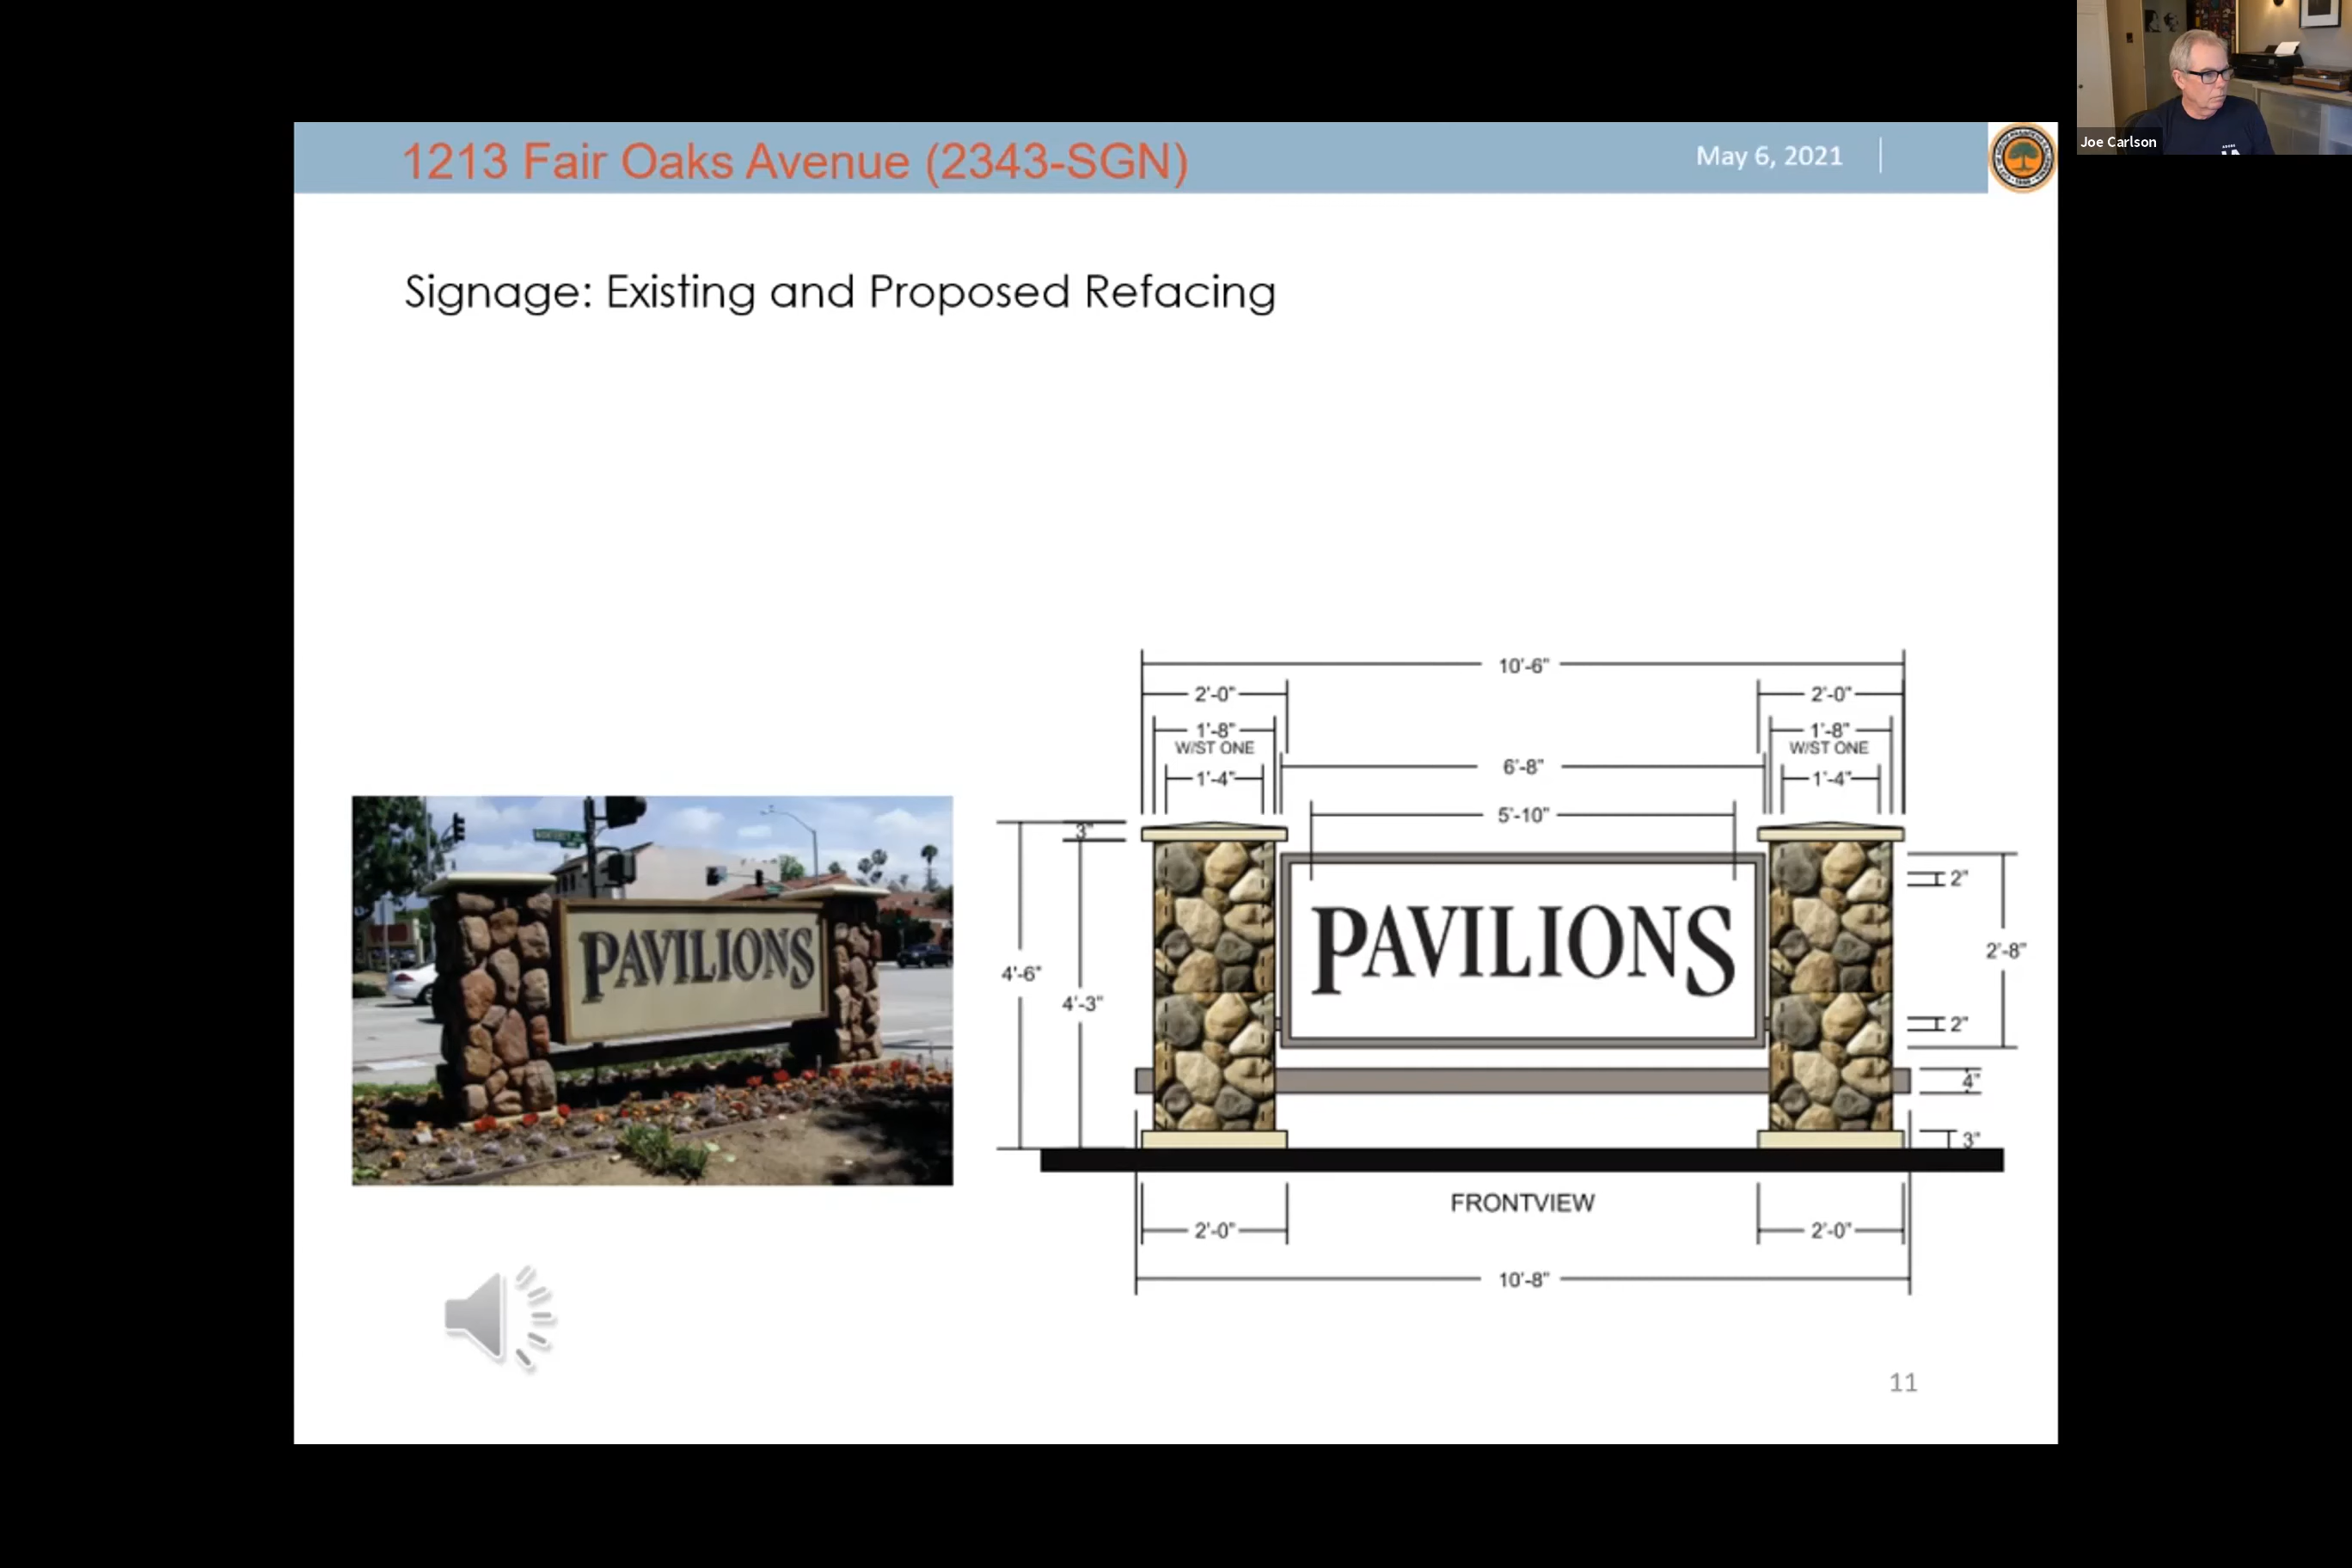 Joe Carlson
1213 Fair Oaks Avenue (2343-SGN)
May 6, 2021
Signage: Existing and Proposed Refacing
10'-6"
2'-0"
2'-0"
1'-8"
W/ST ONE
1'-4"
1'-8"
W/ST ONE
1'-4"
6'-8"
5'-10"
3"
4'-6"
4'-3"
PAVILIONS
PAVILIONS
2"
2'-8"
2"
4"
3"
FRONTVIEW
2'-0"
2'-0"
10'-8"
11